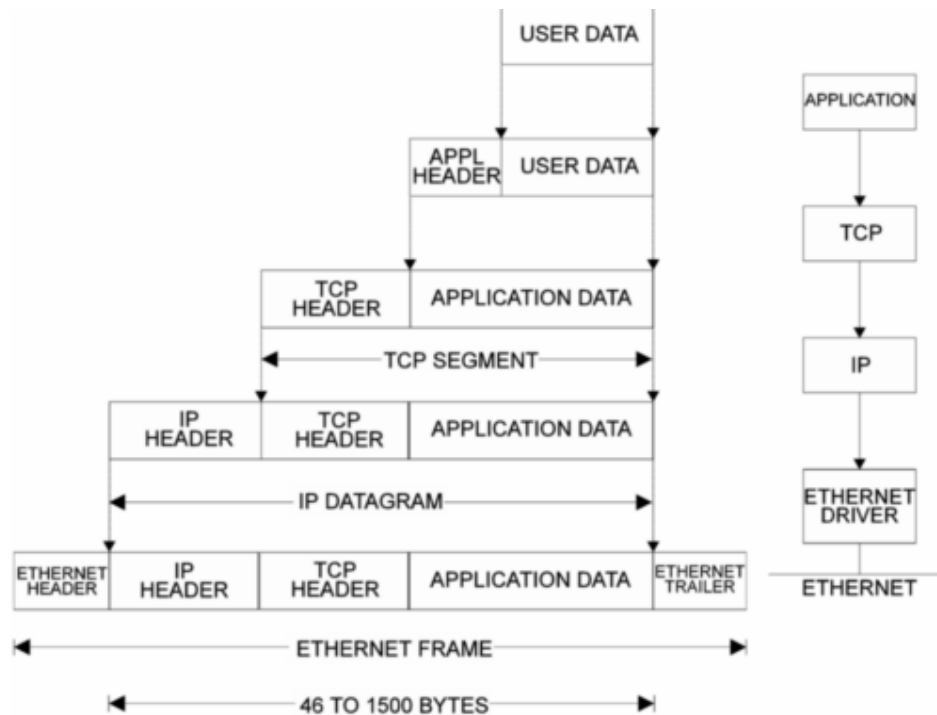 USER DATA
APPLICATION
APPL
HEADER
USER DATA
TCP
TCP
HEADER
APPLICATION DATA
TCP SEGMENT
IP
IP
HEADER
TCP
HEADER
APPLICATION DATA
IP DATAGRAM
ETHERNET
DRIVER
ETHERNET
HEADER
IP
HEADER
TCP
HEADER
APPLICATION DATA
ETHERNET
TRAILER
ETHERNET
ETHERNET FRAME
46 TO 1500 BYTES